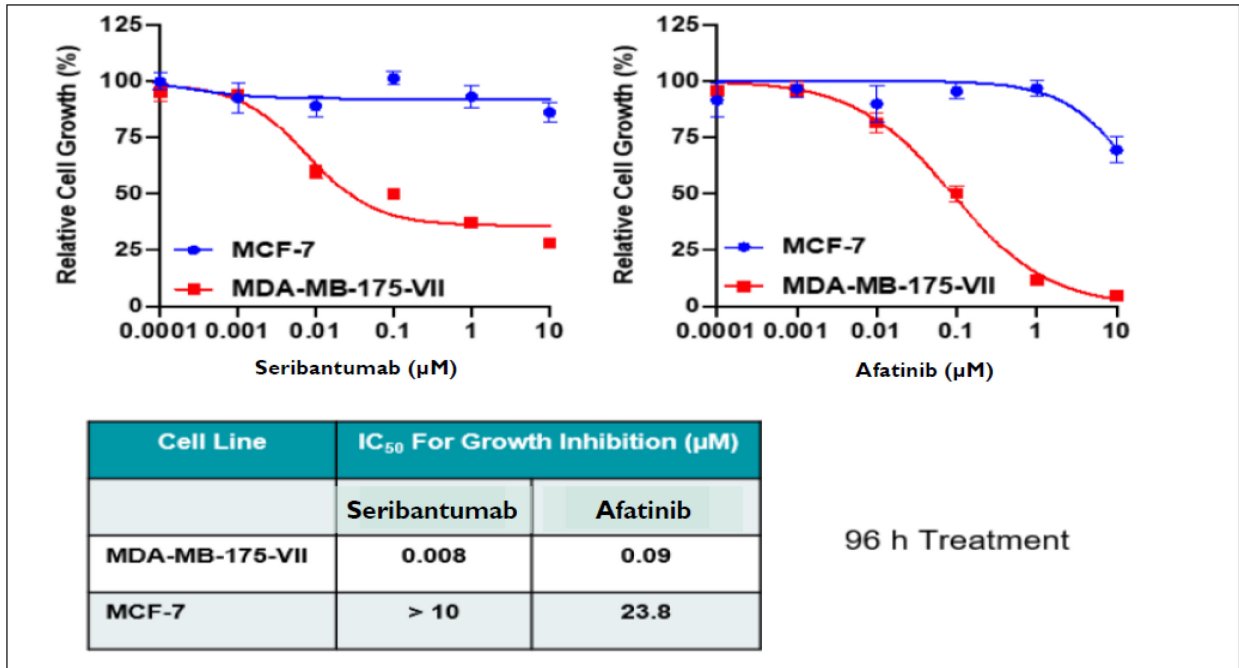 Relative Cell Growth (%)
125
100
75
50
25
0
MCF-7
MDA-MB-175-VII
0.0001 0.001 0.01 0.1 1 10
Seribantumab (µM)
Relative Cell Growth (%)
125
100
75
50
25
0
MCF-7
MDA-MB-175-VII
0.0001 0.001 0.01 0.1 1 10
Afatinib (µM)
Cell Line IC₅₀ For Growth Inhibition (µM)
Seribantumab Afatinib
MDA-MB-175-VII 0.008 0.09
MCF-7 > 10 23.8
96 h Treatment